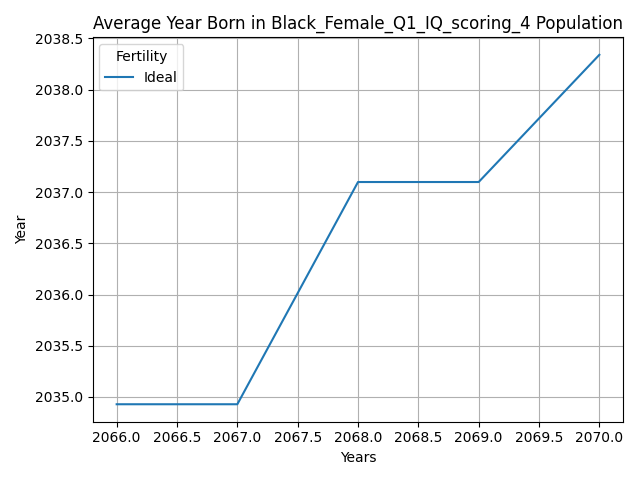 Average Year Born in Black_Female_Q1_IQ_scoring_4 Population
Fertility
Ideal
2038.5
2038.0
2037.5
2037.0
2036.5
2036.0
2035.5
2035.0
Year
2066.0 2066.5 2067.0 2067.5 2068.0 2068.5 2069.0 2069.5 2070.0
Years